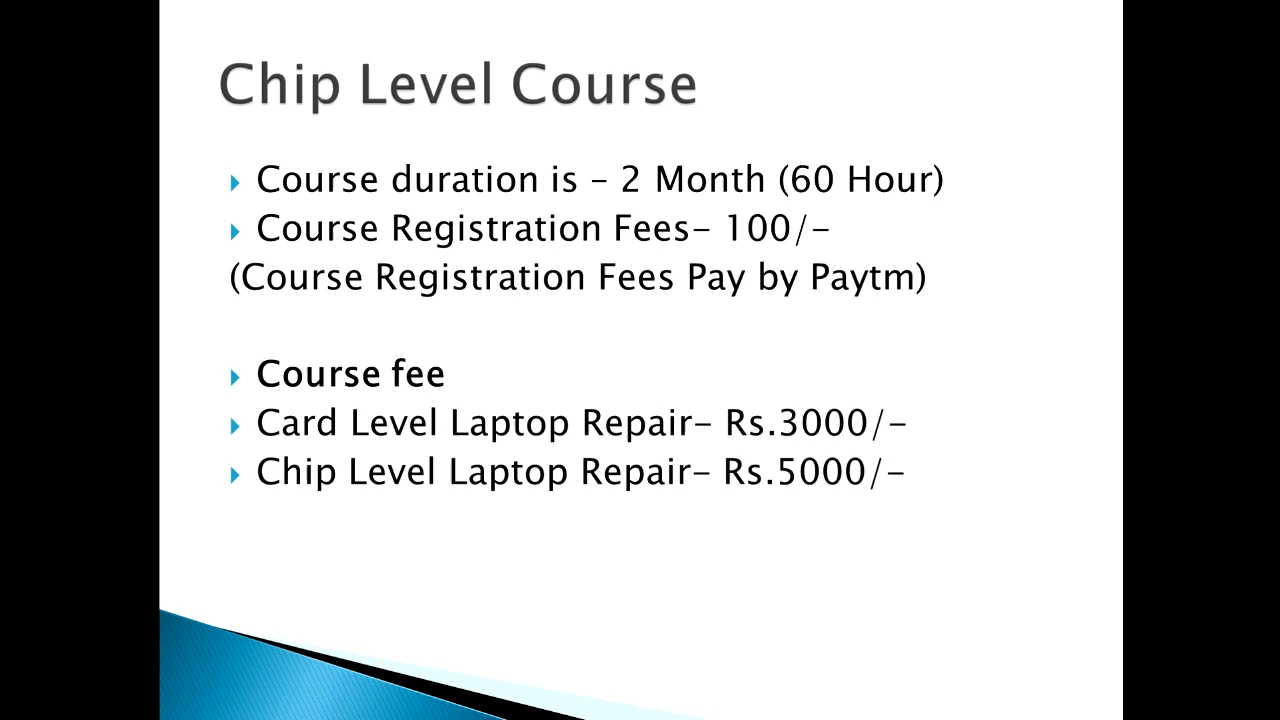 Chip Level Course
Course duration is – 2 Month (60 Hour)
Course Registration Fees– 100/–
(Course Registration Fees Pay by Paytm)
Course fee
Card Level Laptop Repair– Rs.3000/–
Chip Level Laptop Repair– Rs.5000/–